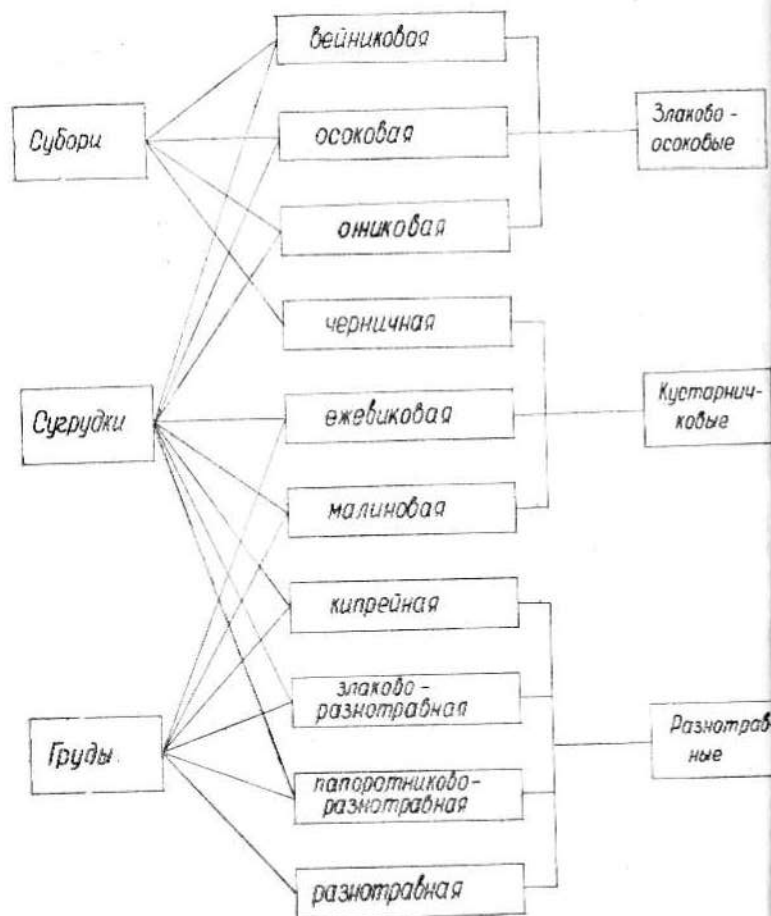 вейниковая
Субори
осоковая
Злаково-
осоковые
ожиковая
черничная
Сугрудки
ежевиковая
Кустарнич-
ковые
малиновая
кипрейная
злаково-
разнотравная
Груды
Разнотрав
ные
папоротниково-
разнотравная
разнотравная